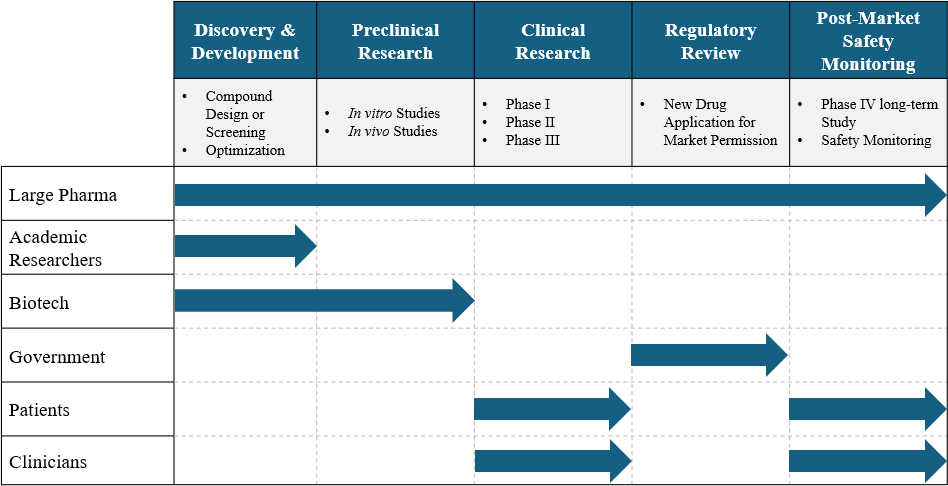 Discovery &
Development
Preclinical
Research
Clinical
Research
Regulatory
Review
Post-Market
Safety
Monitoring
• Compound
Design or
Screening
• Optimization
• In vitro Studies
• In vivo Studies
• Phase I
• Phase II
• Phase III
• New Drug
Application for
Market Permission
• Phase IV long-term
Study
• Safety Monitoring
Large Pharma
Academic
Researchers
Biotech
Government
Patients
Clinicians